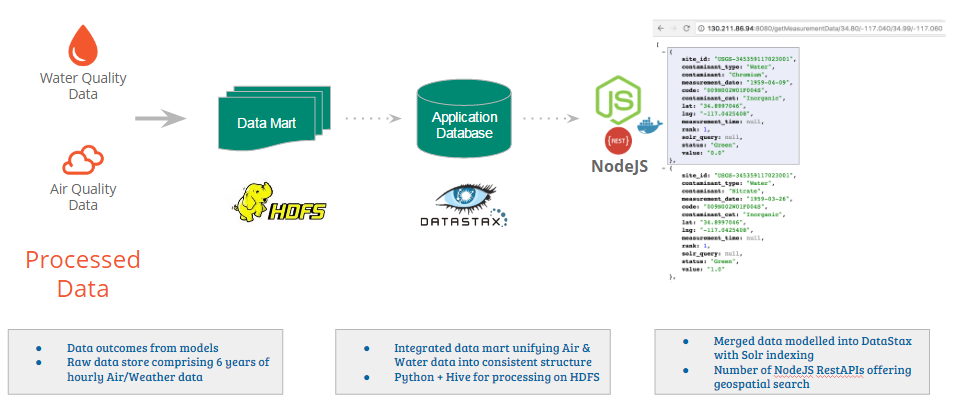 Water Quality
Data
Air Quality
Data
Processed
Data
Data Mart
HDFS
Application
Database
DATASTAX
JS
{REST}
NodeJS
130.211.86.94:8080/getMeasurementData/34.80/-117.040/34.99/-117.060
[
{
site_id: "USGS-345359117023001",
contaminant_type: "Water",
contaminant: "Chromium",
measurement_date: "1959-04-09",
code: "8099N002W01P004S",
contaminant_cat: "Inorganic",
lat: "34.8997046",
lng: "-117.0425408",
measurement_time: null,
rank: 1,
solr_query: null,
status: "Green",
value: "0.0"
},
{
site_id: "USGS-345359117023001",
contaminant_type: "Water",
contaminant: "Nitrate",
measurement_date: "1959-03-26",
contaminant_cat: "Inorganic",
lat: "34.8997046",
lng: "-117.0425408",
measurement_time: null,
rank: 1,
solr_query: null,
status: "Green",
value: "1.0"
},
● Data outcomes from models
● Raw data store comprising 6 years of
hourly Air/Weather data
● Integrated data mart unifying Air &
Water data into consistent structure
● Python + Hive for processing on HDFS
● Merged data modelled into DataStax
with Solr indexing
● Number of NodeJS RestAPIs offering
geospatial search